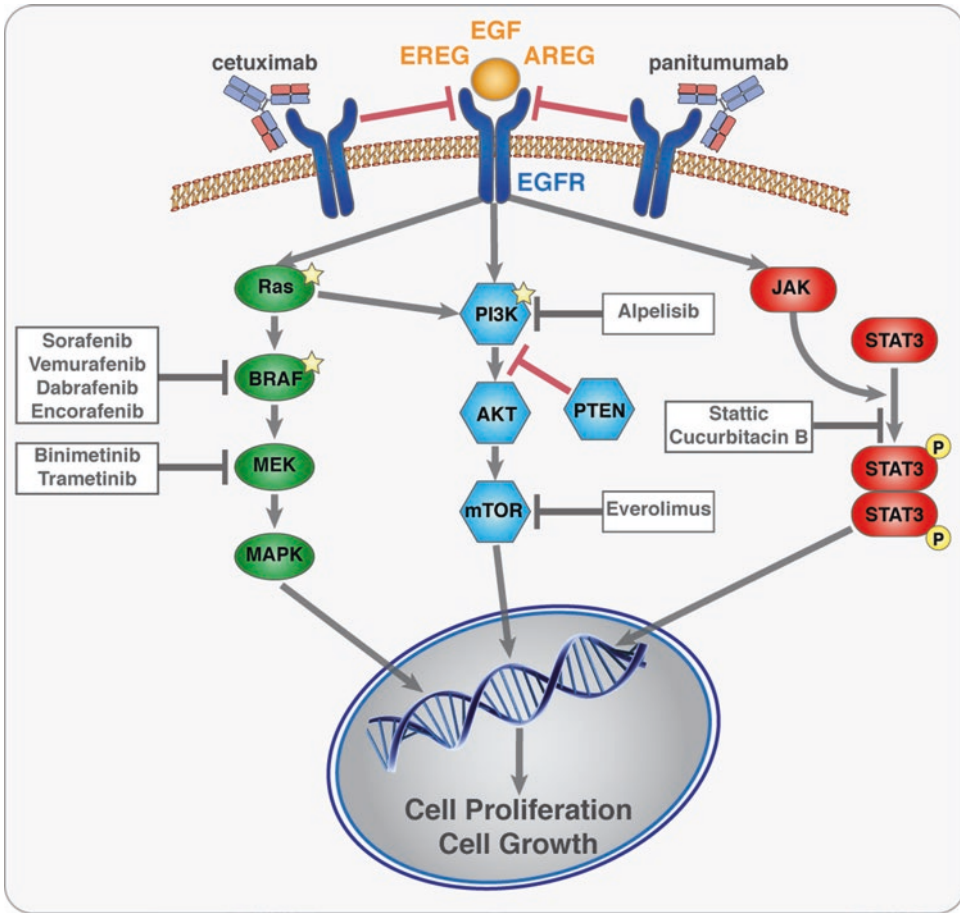 EGF
EREG
AREG
cetuximab
panitumumab
EGFR
Ras
PI3K
Alpelisib
JAK
STAT3
Sorafenib
Vemurafenib
Dabrafenib
Encorafenib
BRAF
AKT
PTEN
Stattic
Cucurbitacin B
Binimetinib
Trametinib
MEK
P
STAT3
mTOR
Everolimus
STAT3
P
MAPK
Cell Proliferation
Cell Growth